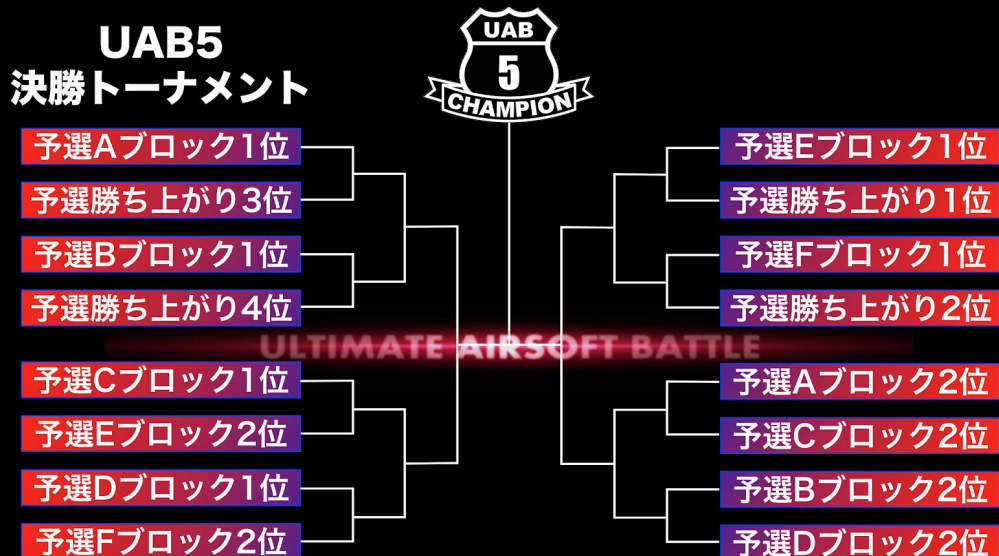 UAB5
決勝トーナメント
UAB
5
CHAMPION
予選Aブロック1位
予選勝ち上がり3位
予選Bブロック1位
予選勝ち上がり4位
予選Cブロック1位
予選Eブロック2位
予選Dブロック1位
予選Fブロック2位
ULTIMATE AIRSOFT BATTLE
予選Eブロック1位
予選勝ち上がり1位
予選Fブロック1位
予選勝ち上がり2位
予選Aブロック2位
予選Cブロック2位
予選Bブロック2位
予選Dブロック2位